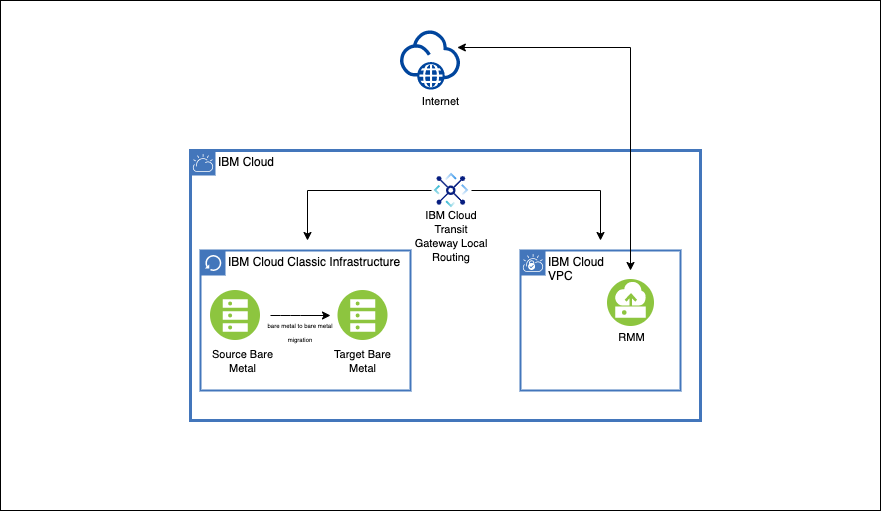 Internet
IBM Cloud
IBM Cloud
Transit
Gateway Local
Routing
IBM Cloud Classic Infrastructure
IBM Cloud
VPC
bare metal to bare metal
migration
Source Bare
Metal
Target Bare
Metal
RMM